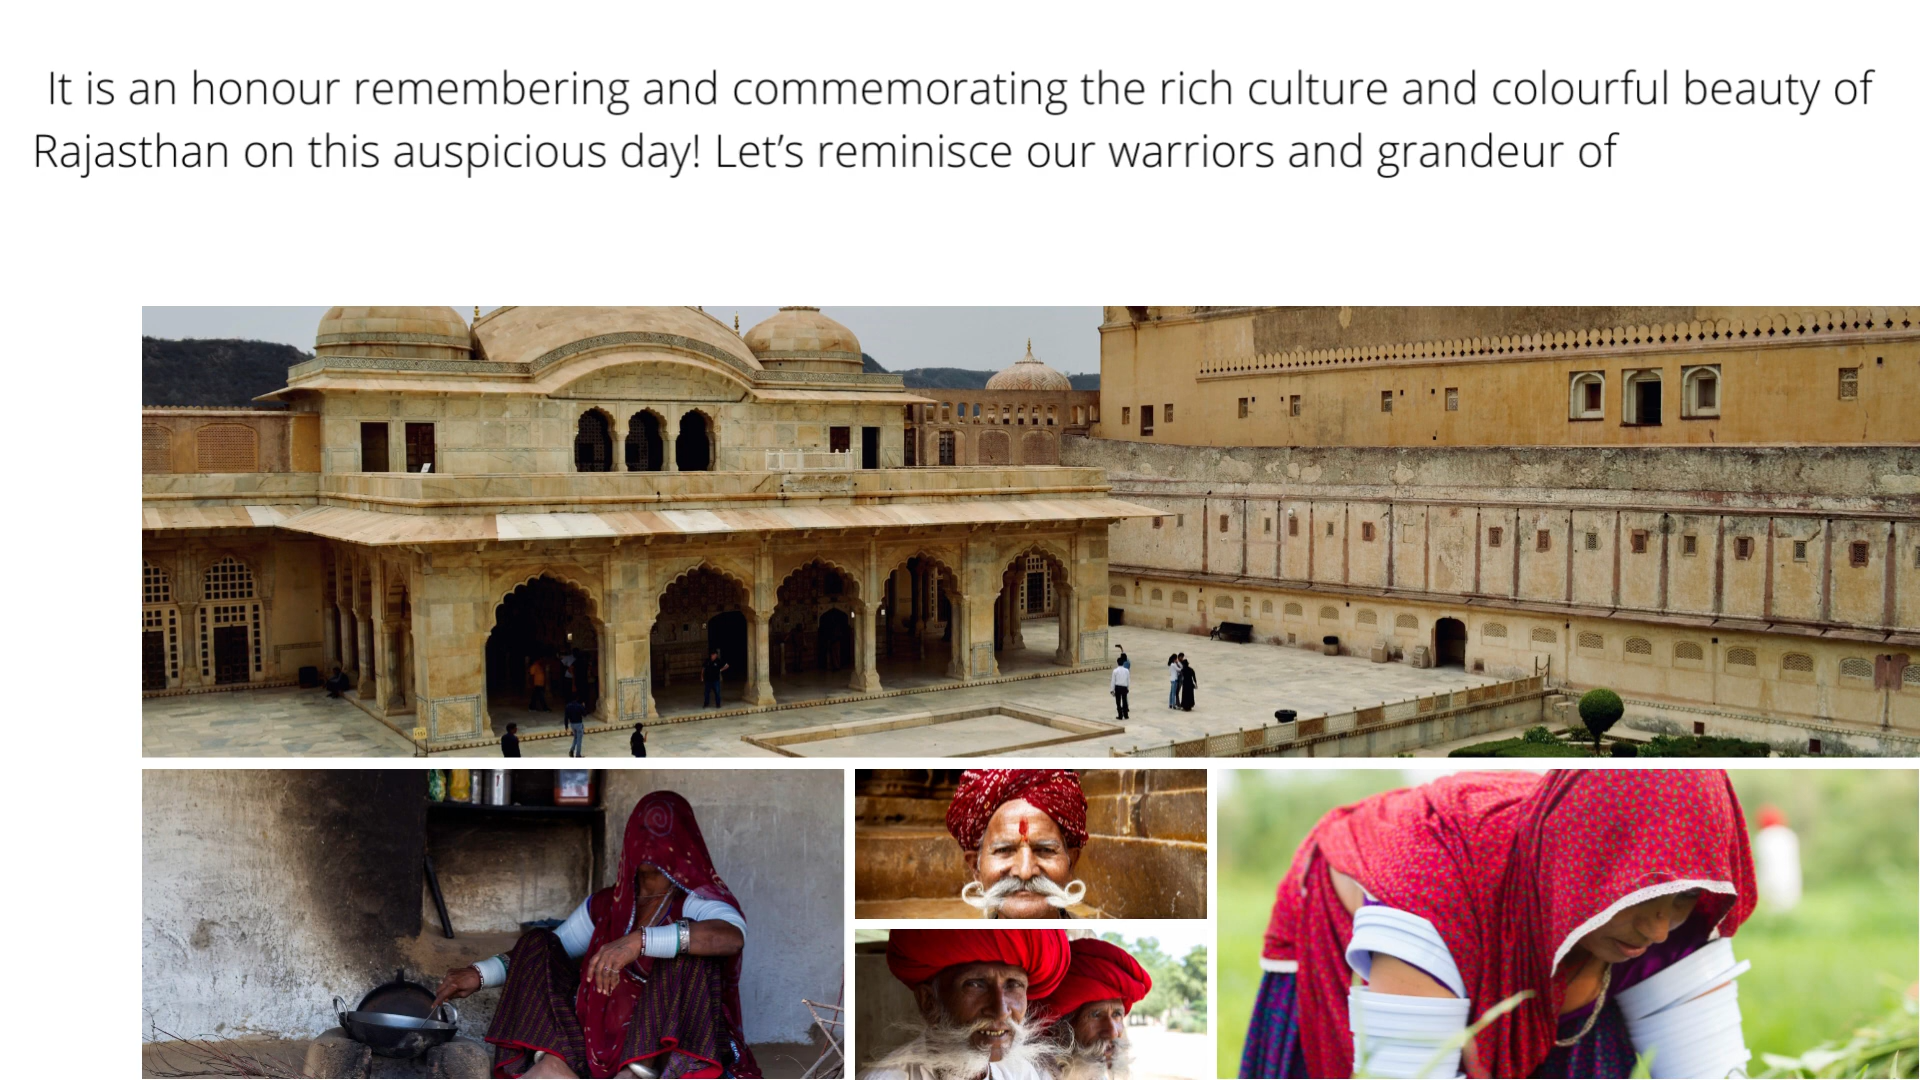 It is an honour remembering and commemorating the rich culture and colourful beauty of
Rajasthan on this auspicious day! Let’s reminisce our warriors and grandeur of